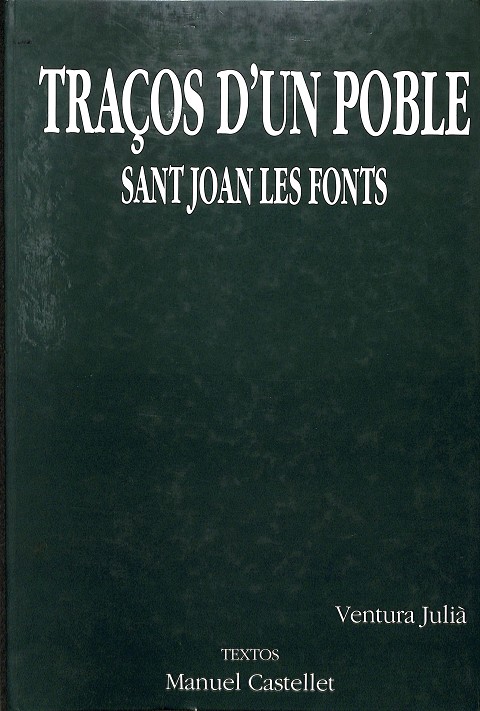 TRAÇOS D'UN POBLE
SANT JOAN LES FONTS
Ventura Julià
TEXTOS
Manuel Castellet